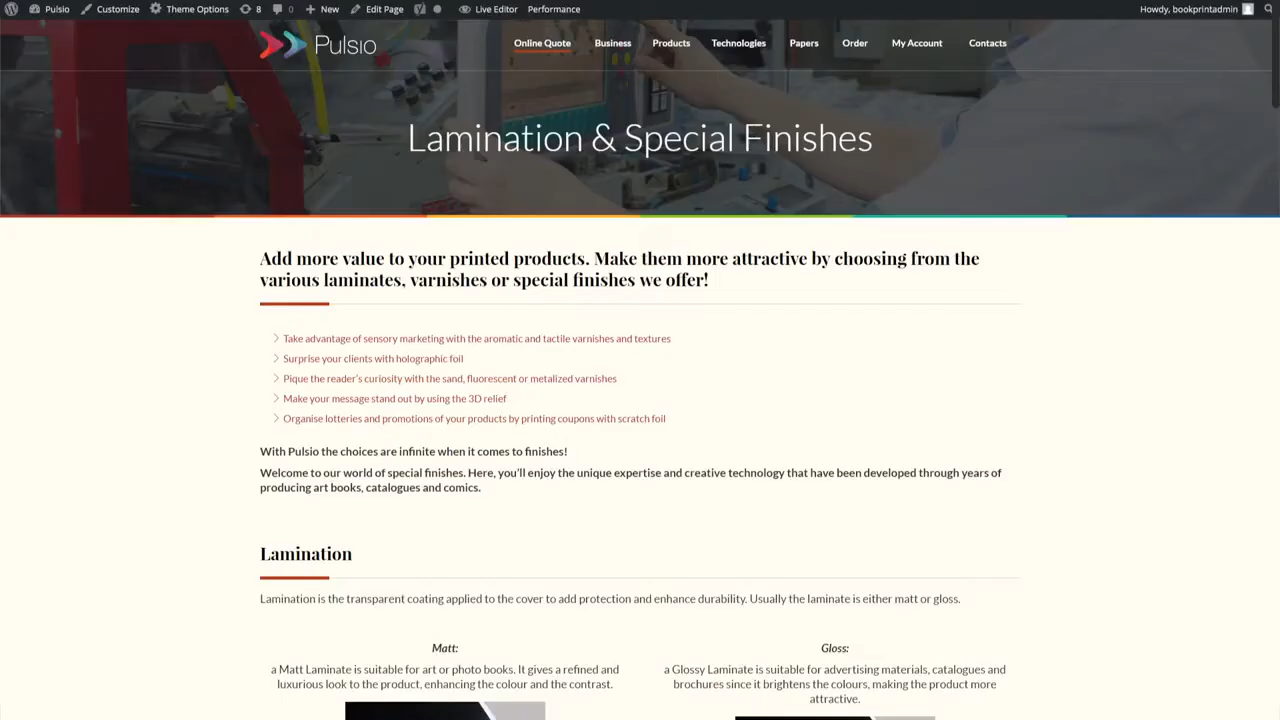 Pulsio Customize Theme Options 8 0 New Edit Page Live Editor Performance Howdy, bookprintadmin
Pulsio Online Quote Business Products Technologies Papers Order My Account Contacts
Lamination & Special Finishes
Add more value to your printed products. Make them more attractive by choosing from the
various laminates, varnishes or special finishes we offer!
Take advantage of sensory marketing with the aromatic and tactile varnishes and textures
Surprise your clients with holographic foil
Pique the reader's curiosity with the sand, fluorescent or metalized varnishes
Make your message stand out by using the 3D relief
Organise lotteries and promotions of your products by printing coupons with scratch foil
With Pulsio the choices are infinite when it comes to finishes!
Welcome to our world of special finishes. Here, you'll enjoy the unique expertise and creative technology that have been developed through years of
producing art books, catalogues and comics.
Lamination
Lamination is the transparent coating applied to the cover to add protection and enhance durability. Usually the laminate is either matt or gloss.
Matt:
a Matt Laminate is suitable for art or photo books. It gives a refined and
luxurious look to the product, enhancing the colour and the contrast.
Gloss:
a Glossy Laminate is suitable for advertising materials, catalogues and
brochures since it brightens the colours, making the product more
attractive.